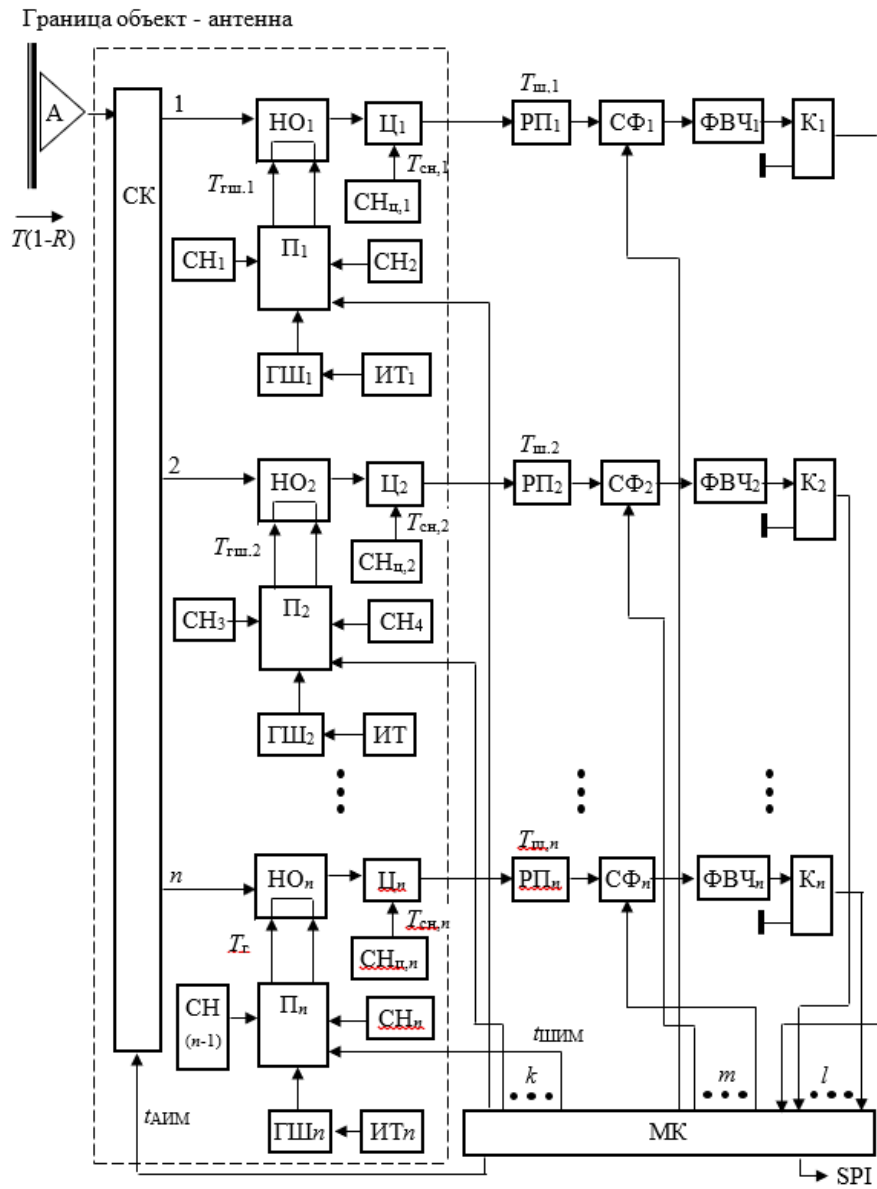 Граница объект - антенна
А
T(1-R)
СК
1
НО₁
Ц₁
Tсн,1
СНц,1
Tгш.1
СН₁
П₁
СН₂
ГШ₁
ИТ₁
Tш,1
РП₁
СФ₁
ФВЧ₁
К₁
2
НО₂
Ц₂
Tсн,2
СНц,2
Tгш.2
СН₃
П₂
СН₄
ГШ₂
ИТ
Tш.2
РП₂
СФ₂
ФВЧ₂
К₂
n
НОn
Цn
Tсн,n
СНц,n
Tг
СН
(n-1)
Пn
СНn
ГШn
ИТn
Tш,n
РПn
СФn
ФВЧn
Кn
tШИМ
tАИМ
k
m
l
МК
SPI